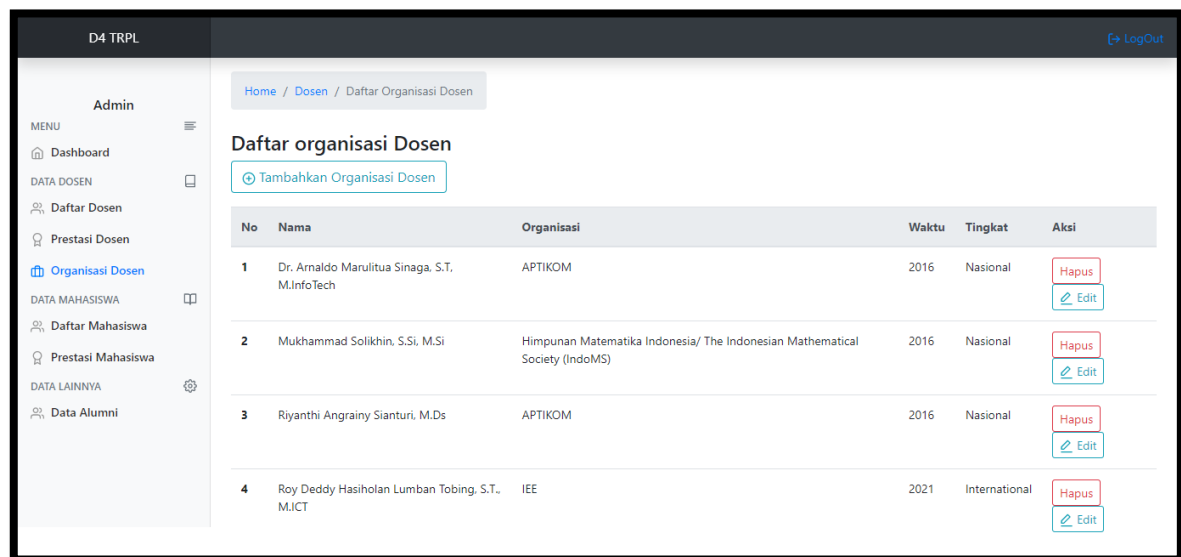 D4 TRPL
LogOut
Admin
MENU
Dashboard
DATA DOSEN
Daftar Dosen
Prestasi Dosen
Organisasi Dosen
DATA MAHASISWA
Daftar Mahasiswa
Prestasi Mahasiswa
DATA LAINNYA
Data Alumni
Home / Dosen / Daftar Organisasi Dosen
Daftar organisasi Dosen
Tambahkan Organisasi Dosen
No Nama Organisasi Waktu Tingkat Aksi
1 Dr. Arnaldo Marulitua Sinaga, S.T, APTIKOM 2016 Nasional Hapus
M.InfoTech Edit
2 Mukhammad Solikhin, S.Si, M.Si Himpunan Matematika Indonesia/ The Indonesian Mathematical 2016 Nasional Hapus
Society (IndoMS) Edit
3 Riyanthi Angrainy Sianturi, M.Ds APTIKOM 2016 Nasional Hapus
Edit
4 Roy Deddy Hasiholan Lumban Tobing, S.T., IEE 2021 International Hapus
M.ICT Edit